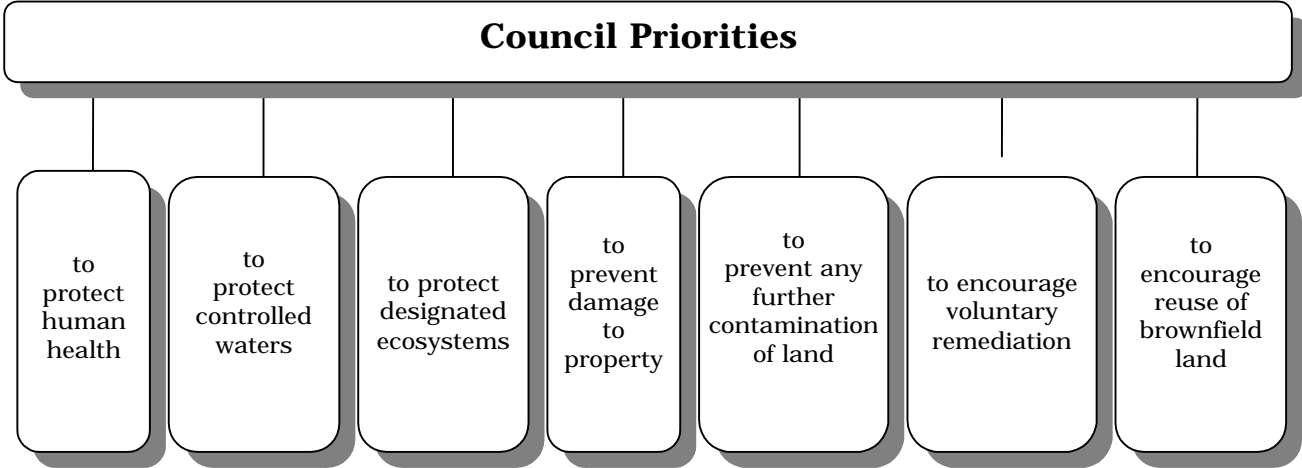 Council Priorities
to
protect
human
health
to
protect
controlled
waters
to protect
designated
ecosystems
to
prevent
damage
to
property
to
prevent any
further
contamination
of land
to encourage
voluntary
remediation
to
encourage
reuse of
brownfield
land